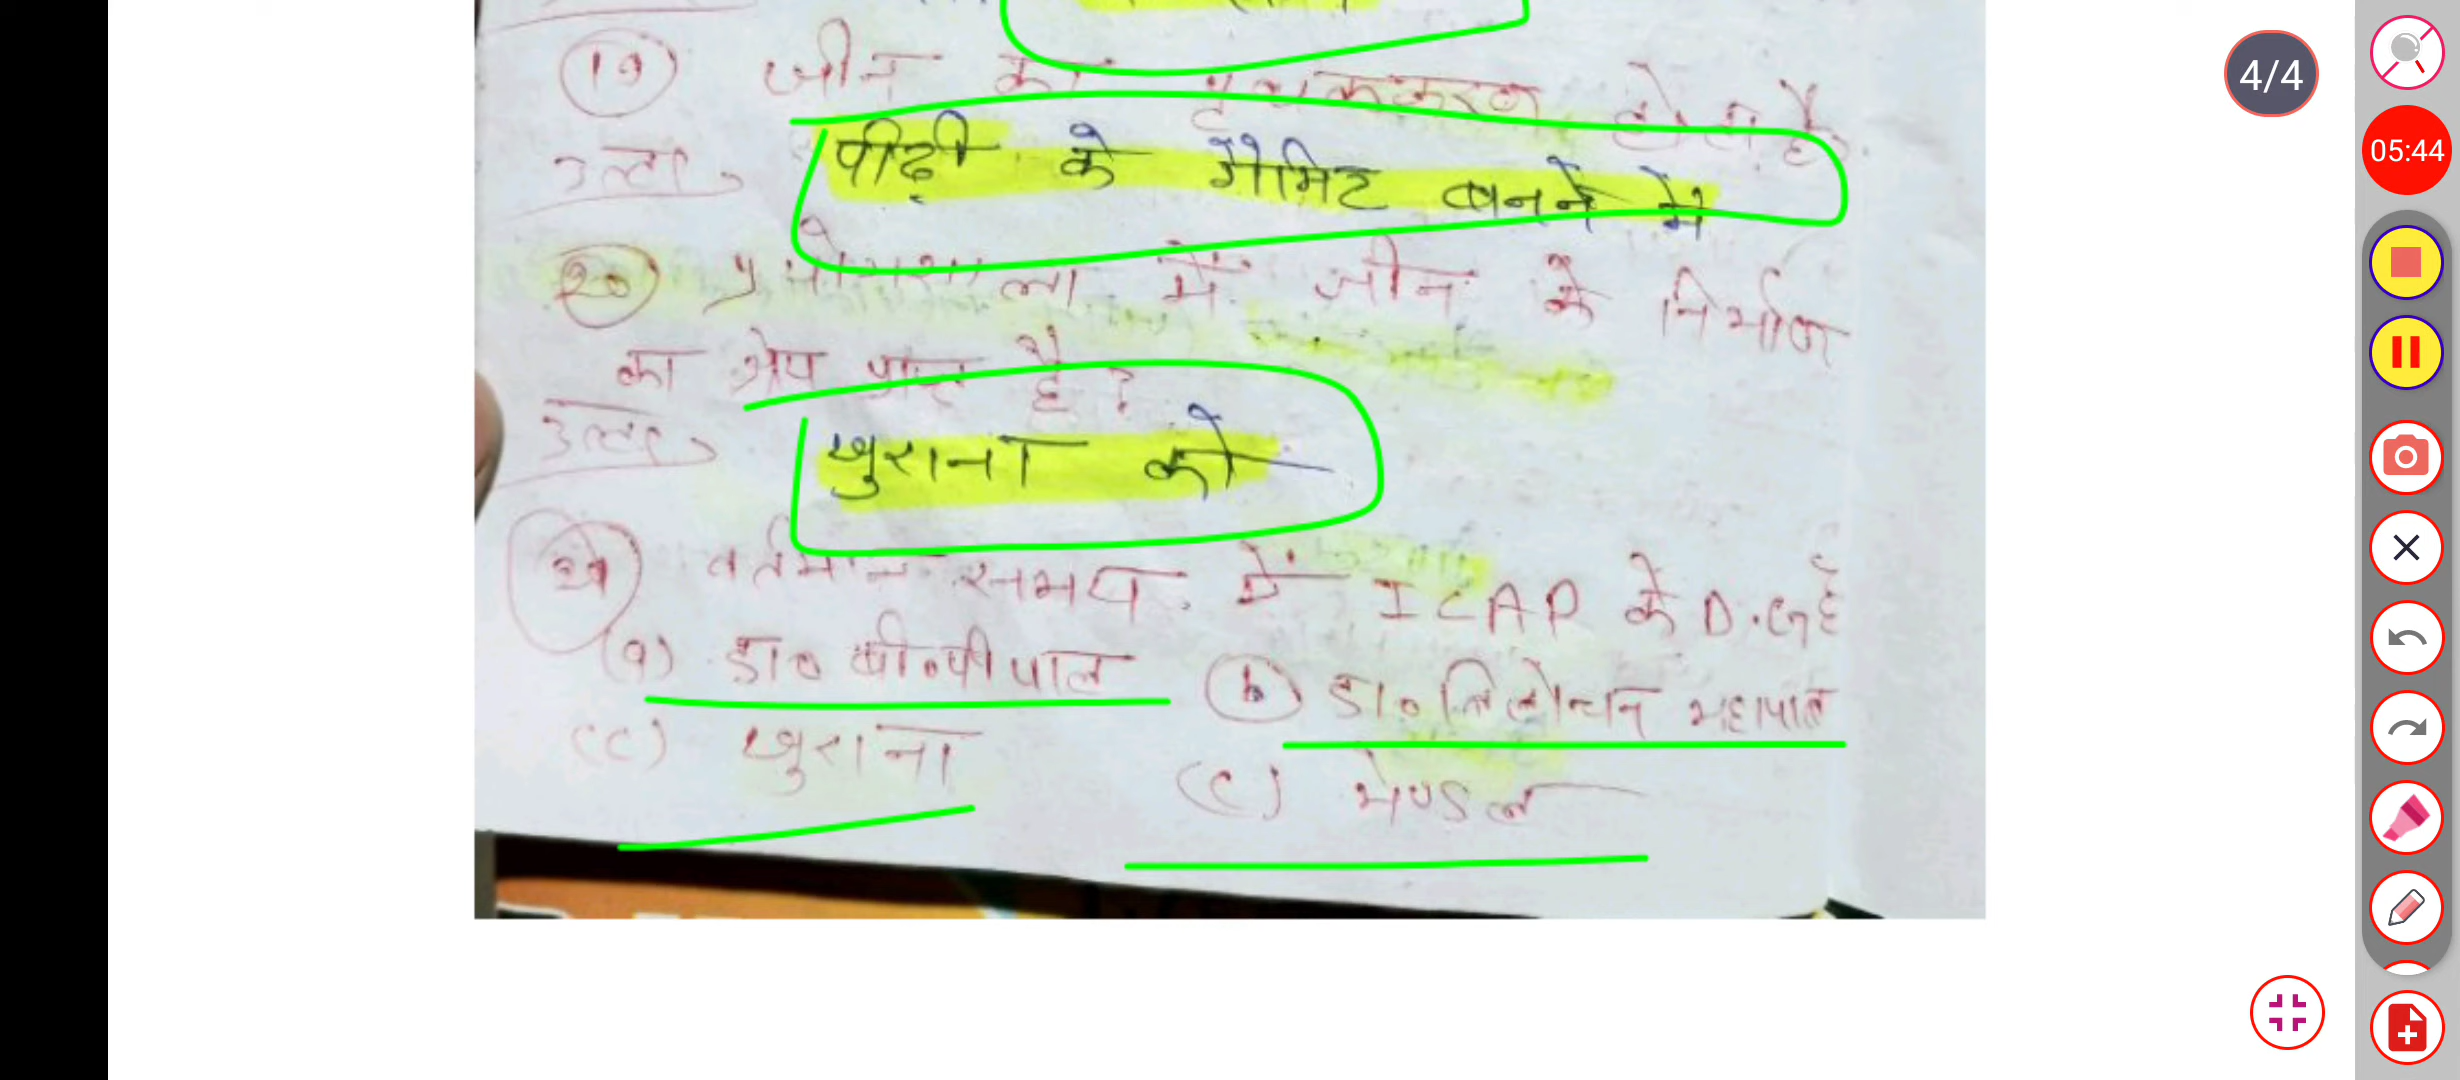 4/4
05:44
(19) जीन का पृथक्करण होता है
उत्तर
पीढ़ी के गैमिट बनने में
(20) प्रयोगशाला में जीन के निर्माण
का श्रेय प्राप्त है ?
उत्तर
खुराना को
(21) वर्तमान समय में ICAR के D.G है
(a) डा० बी०पी पाल (b) डा० त्रिलोचन महापात्र
(c) खुराना (c) मेण्डल